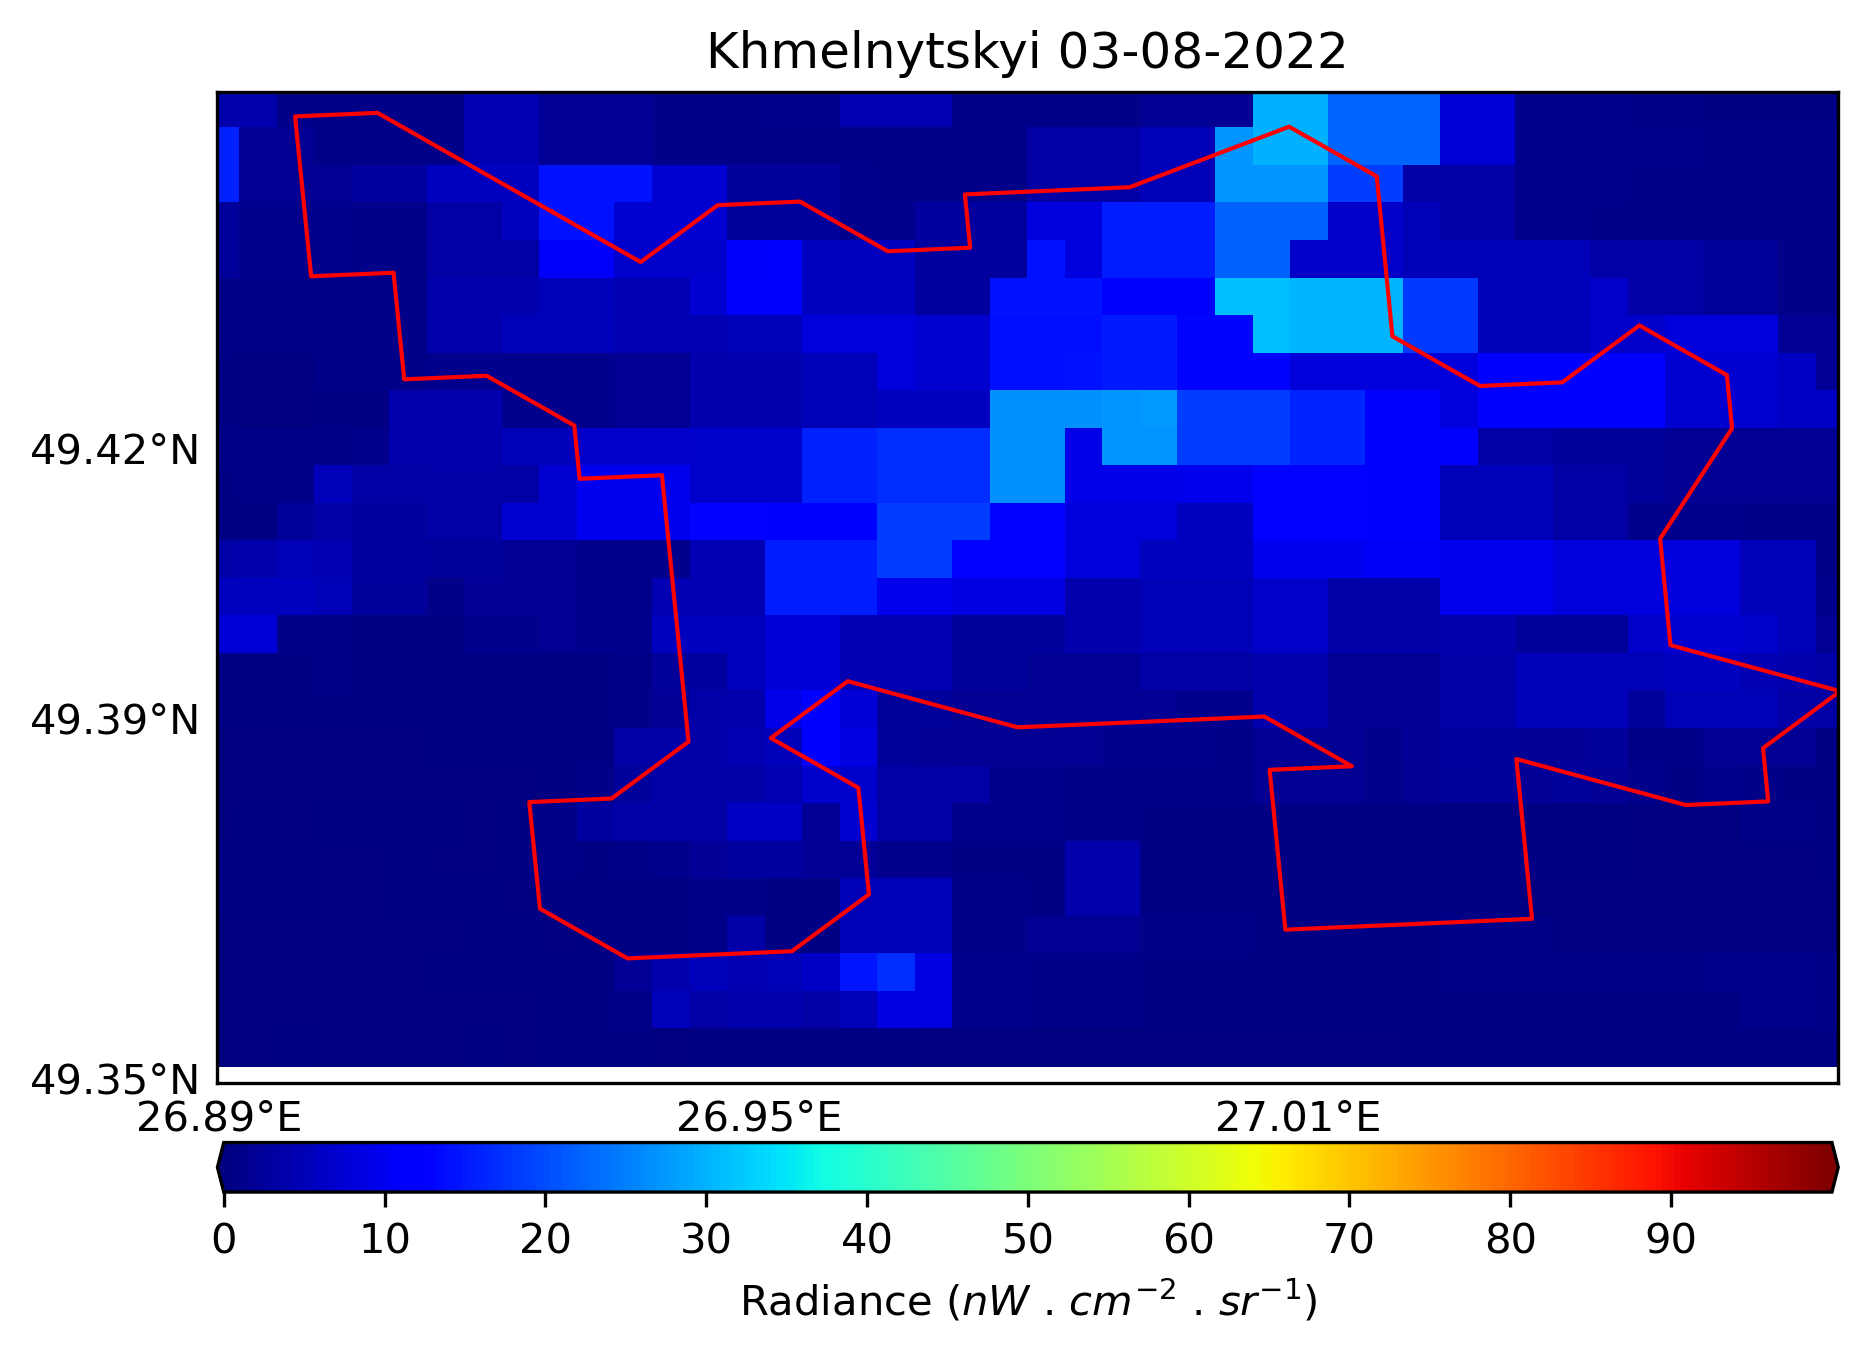 Khmelnytskyi 03-08-2022
49.42°N
49.39°N
49.35°N
26.89°E 26.95°E 27.01°E
0 10 20 30 40 50 60 70 80 90
Radiance (nW . cm⁻² . sr⁻¹)